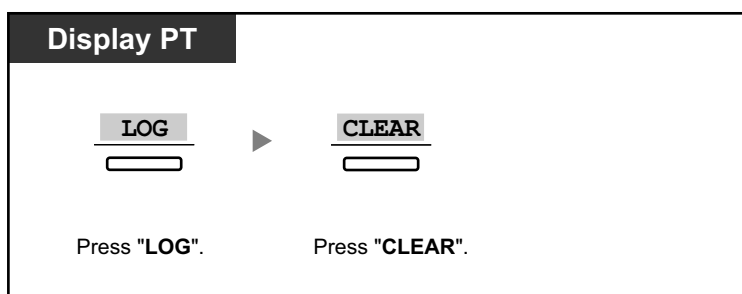 Display PT
LOG
CLEAR
Press "LOG".
Press "CLEAR".